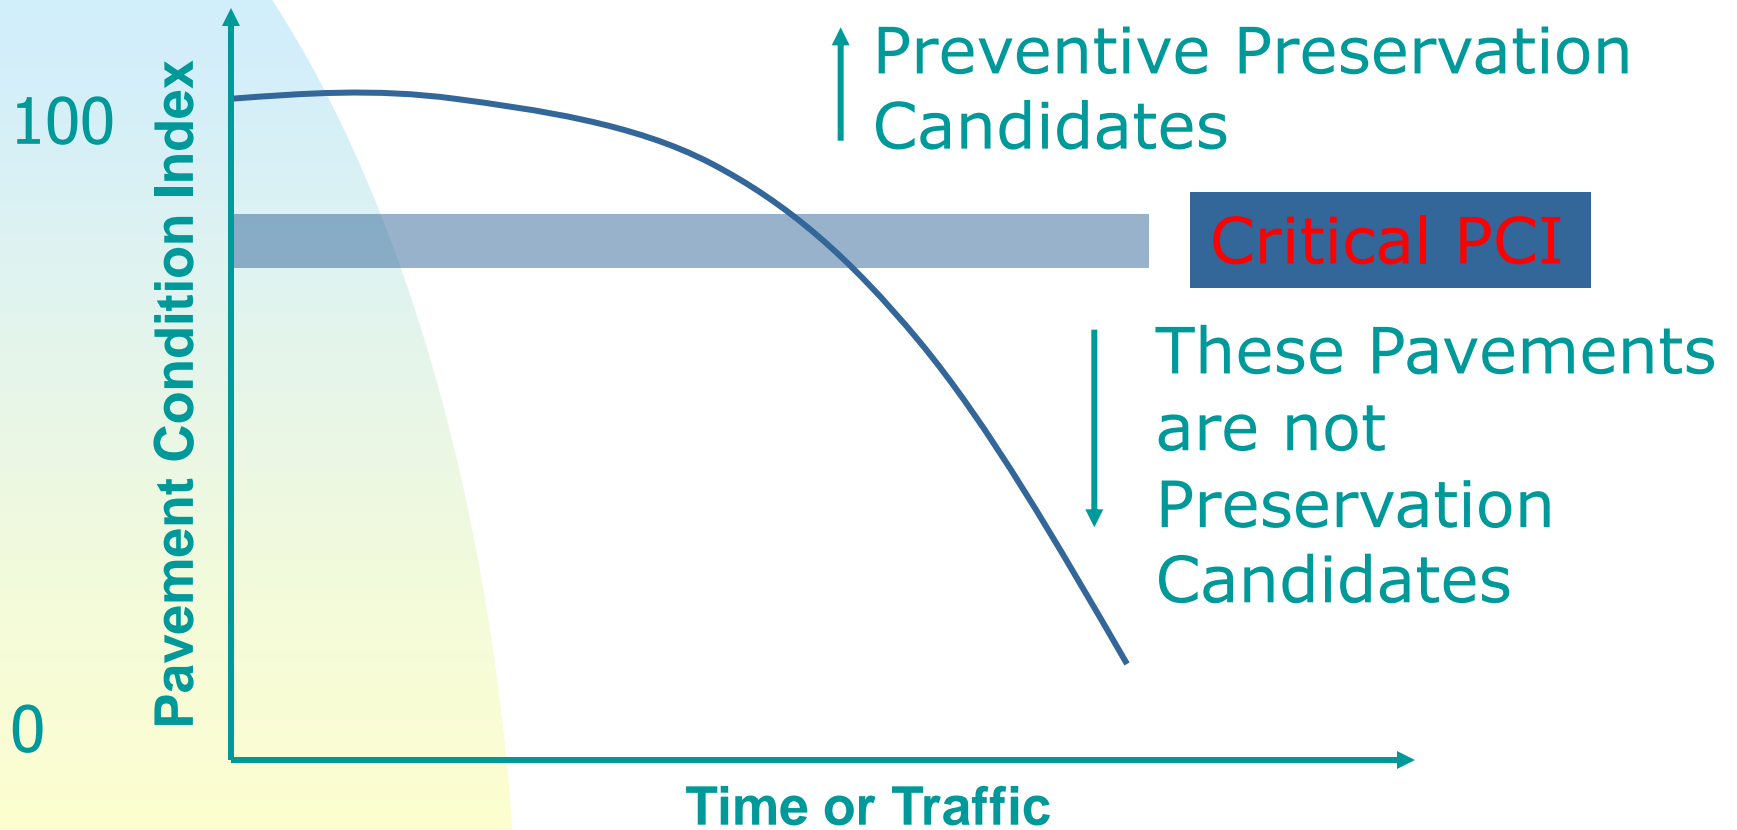 Preventive Preservation
Candidates
100
Pavement Condition Index
Critical PCI
These Pavements
are not
Preservation
Candidates
0
Time or Traffic